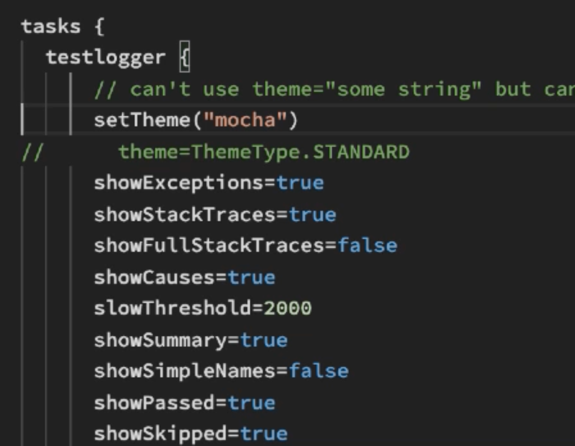 tasks {
testlogger {
// can't use theme="some string" but can
setTheme("mocha")
// theme=ThemeType.STANDARD
showExceptions=true
showStackTraces=true
showFullStackTraces=false
showCauses=true
slowThreshold=2000
showSummary=true
showSimpleNames=false
showPassed=true
showSkipped=true